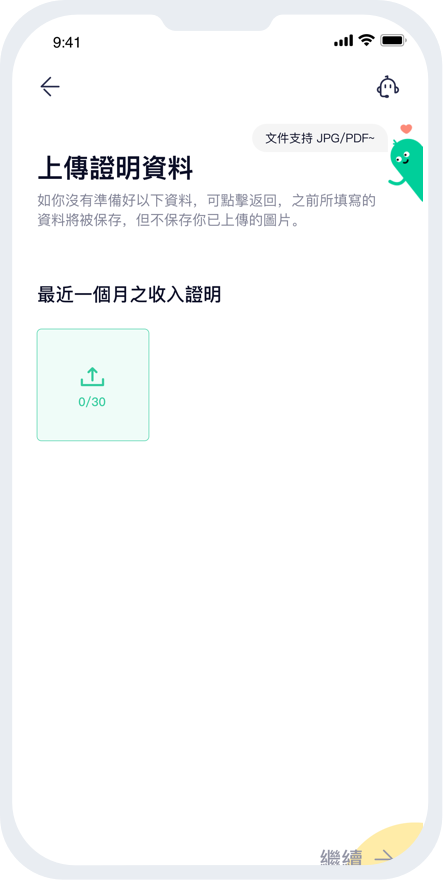 9:41
文件支持 JPG/PDF~
上傳證明資料
如你沒有準備好以下資料，可點擊返回，之前所填寫的
資料將被保存，但不保存你已上傳的圖片。
最近一個月之收入證明
0/30
繼續